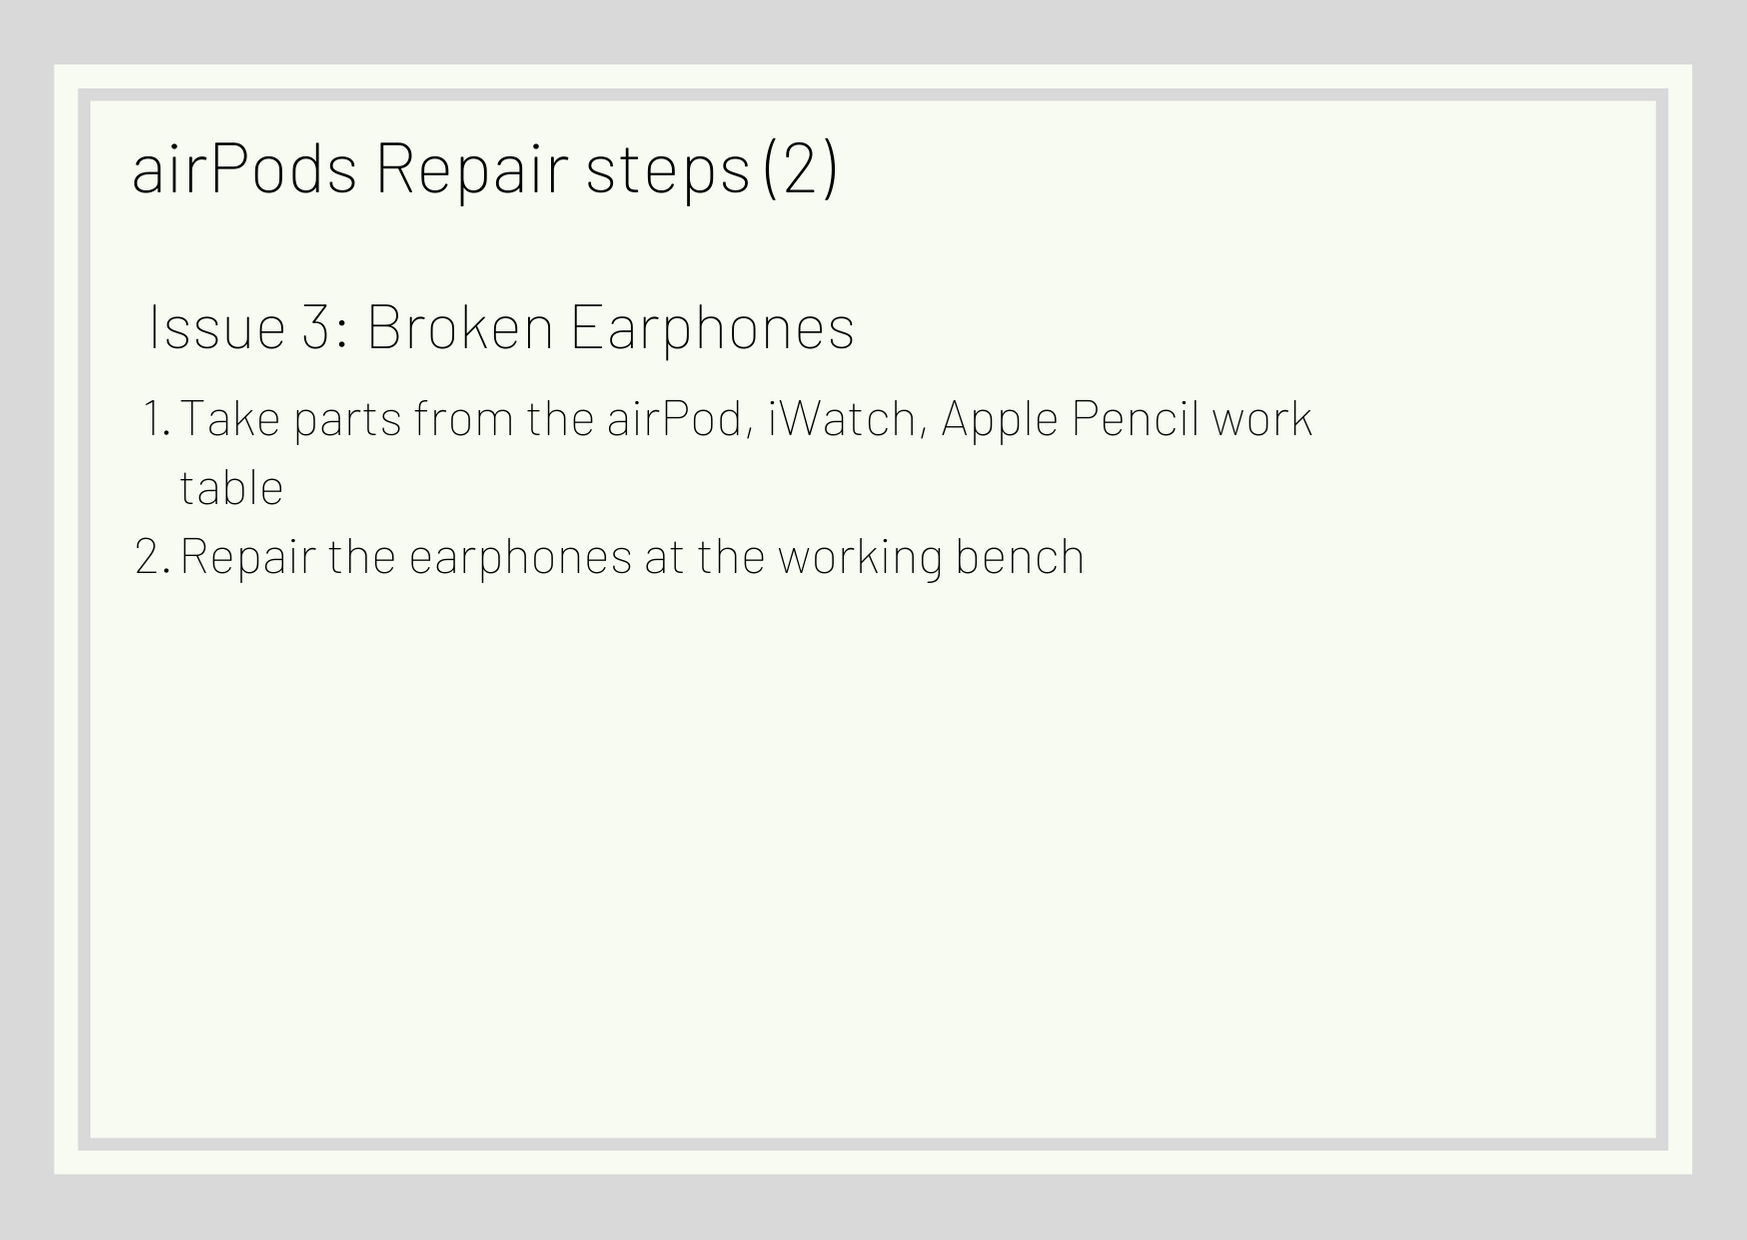 airPods Repair steps (2)
Issue 3: Broken Earphones
1. Take parts from the airPod, iWatch, Apple Pencil work
table
2. Repair the earphones at the working bench